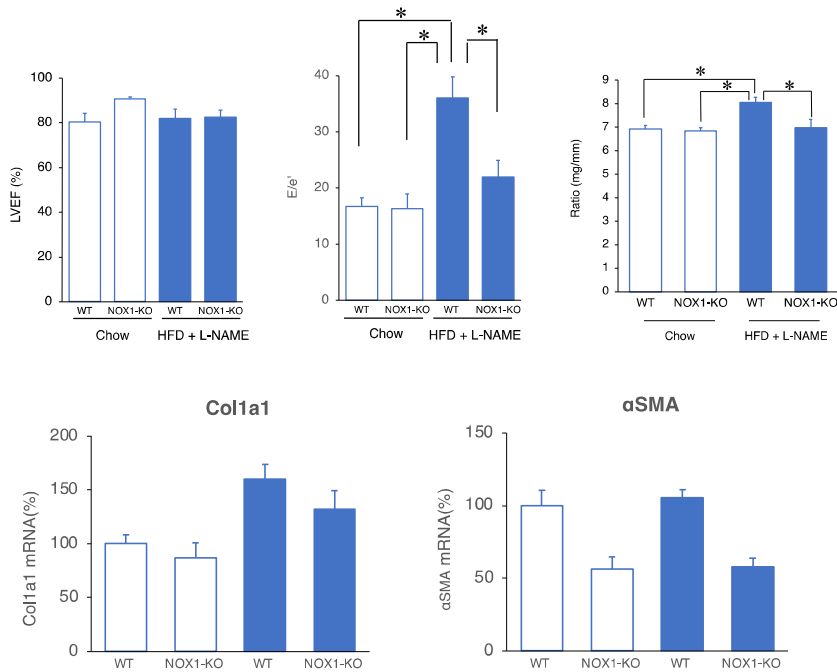 LVEF (%)
100
80
60
40
20
0
WT
NOX1-KO
WT
NOX1-KO
Chow
HFD + L-NAME
E/e'
40
30
20
10
0
*
*
*
WT
NOX1-KO
WT
NOX1-KO
Chow
HFD + L-NAME
Ratio (mg/mm)
9
8
7
6
5
4
3
2
1
0
*
*
*
WT
NOX1-KO
WT
NOX1-KO
Chow
HFD + L-NAME
Col1a1
Col1a1 mRNA(%)
200
150
100
50
0
WT
NOX1-KO
WT
NOX1-KO
αSMA
αSMA mRNA(%)
150
100
50
0
WT
NOX1-KO
WT
NOX1-KO